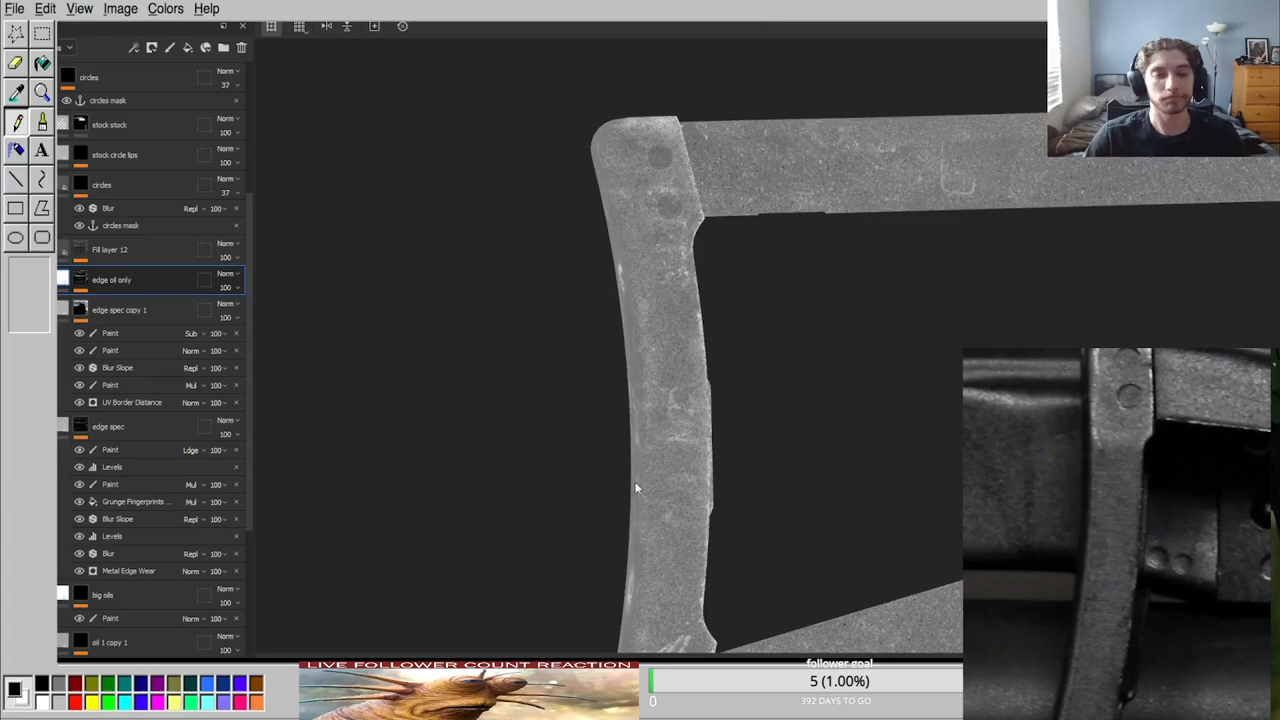 File Edit View Image Colors Help
circles Norm 37
circles mask
stock stock Norm 100
stock circle lips Norm 100
circles Norm 37
Blur Repl 100
circles mask
Fill layer 12 Norm 100
edge oil only Norm 100
edge spec copy 1 Norm 100
Paint Sub 100
Paint Norm 100
Blur Slope Repl 100
Paint Mul 100
UV Border Distance Norm 100
edge spec Norm 100
Paint Ldge 100
Levels
Paint Mul 100
Grunge Fingerprints ... Mul 100
Blur Slope Repl 100
Levels
Blur Repl 100
Metal Edge Wear Norm 100
big oils Norm 100
Paint Norm 100
oil 1 copy 1 Norm 100
LIVE FOLLOWER COUNT REACTION
follower goal
5 (1.00%)
0
392 DAYS TO GO